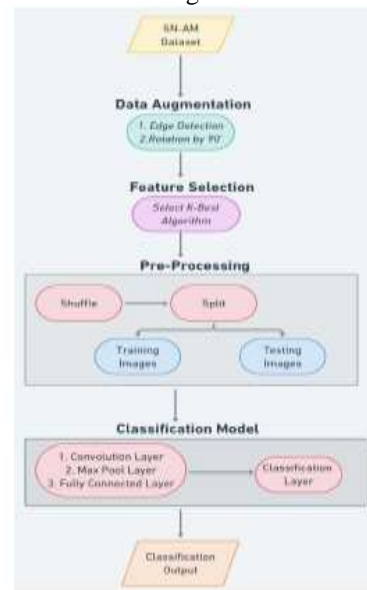 SN-AM
Dataset
Data Augmentation
1. Edge Detection
2.Rotation by 90
Feature Selection
Select K-Best
Algorithm
Pre-Processing
Shuffle
Split
Training
Images
Testing
Images
Classification Model
1. Convolution Layer
2. Max Pool Layer
3. Fully Connected Layer
Classification
Layer
Classification
Output